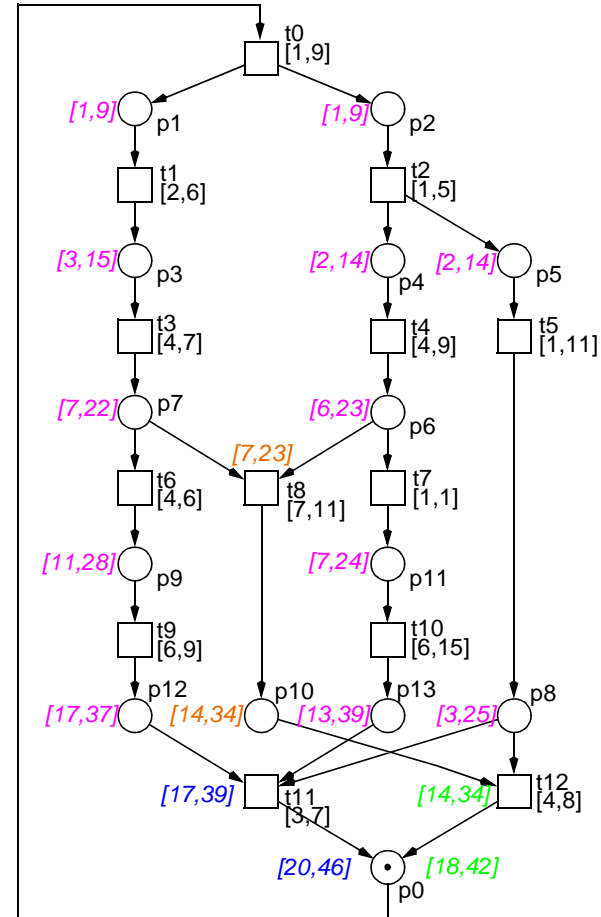 t0
[1,9]
[1,9]
p1
[1,9]
p2
t1
[2,6]
t2
[1,5]
[3,15]
p3
[2,14]
p4
[2,14]
p5
t3
[4,7]
t4
[4,9]
t5
[1,11]
[7,22]
p7
[6,23]
p6
[7,23]
t6
[4,6]
t8
[7,11]
t7
[1,1]
[11,28]
p9
[7,24]
p11
t9
[6,9]
t10
[6,15]
[17,37]
p12
[14,34]
p10
[13,39]
p13
[3,25]
p8
[17,39]
t11
[3,7]
[14,34]
t12
[4,8]
[20,46]
p0
[18,42]